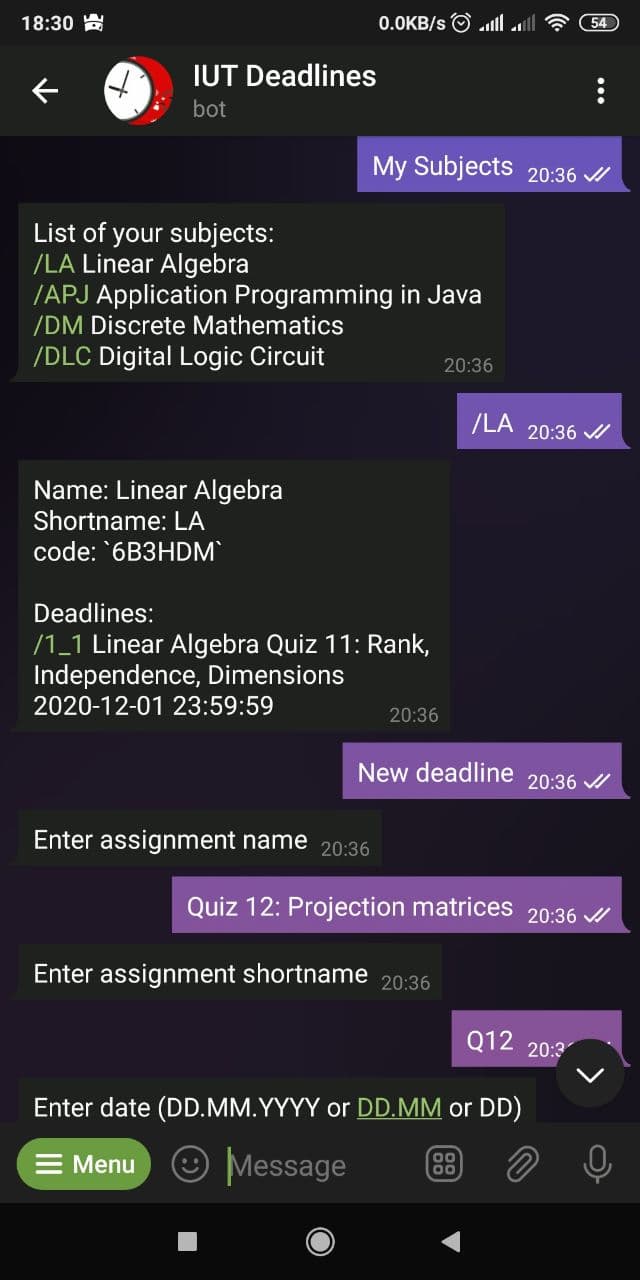 18:30
0.0KB/s
54
IUT Deadlines
bot
My Subjects 20:36
List of your subjects:
/LA Linear Algebra
/APJ Application Programming in Java
/DM Discrete Mathematics
/DLC Digital Logic Circuit
20:36
/LA 20:36
Name: Linear Algebra
Shortname: LA
code: `6B3HDM`
Deadlines:
/1_1 Linear Algebra Quiz 11: Rank,
Independence, Dimensions
2020-12-01 23:59:59
20:36
New deadline 20:36
Enter assignment name 20:36
Quiz 12: Projection matrices 20:36
Enter assignment shortname 20:36
Q12
Enter date (DD.MM.YYYY or DD.MM or DD)
Menu
Message